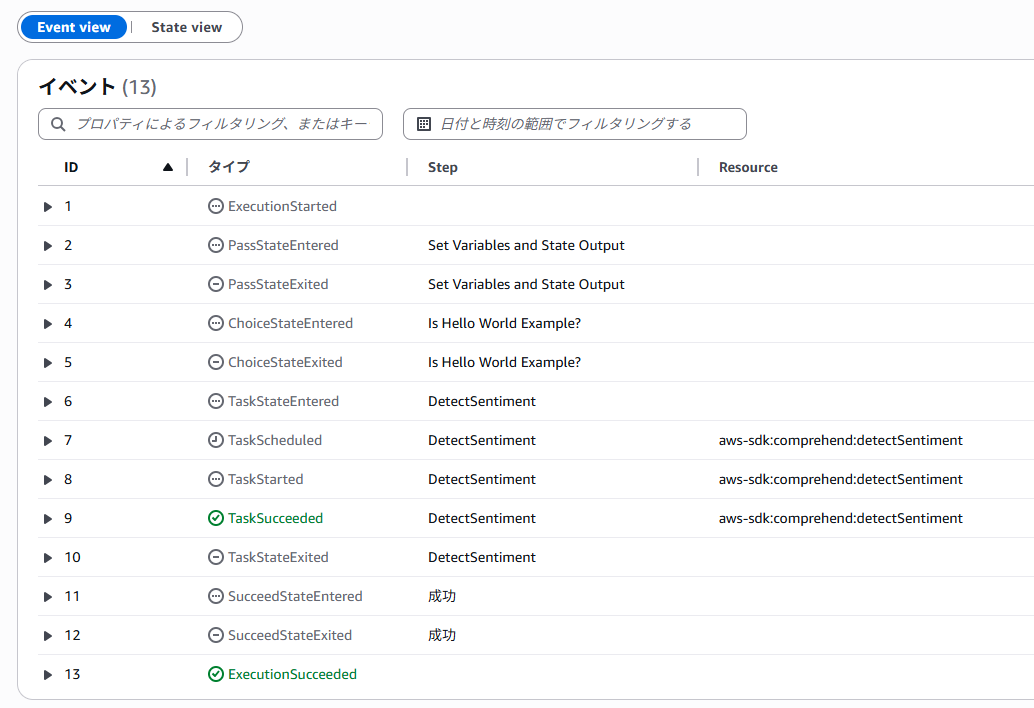 Event view State view
イベント (13)
プロパティによるフィルタリング、またはキー 日付と時刻の範囲でフィルタリングする
ID タイプ Step Resource
1 ExecutionStarted
2 PassStateEntered Set Variables and State Output
3 PassStateExited Set Variables and State Output
4 ChoiceStateEntered Is Hello World Example?
5 ChoiceStateExited Is Hello World Example?
6 TaskStateEntered DetectSentiment
7 TaskScheduled DetectSentiment aws-sdk:comprehend:detectSentiment
8 TaskStarted DetectSentiment aws-sdk:comprehend:detectSentiment
9 TaskSucceeded DetectSentiment aws-sdk:comprehend:detectSentiment
10 TaskStateExited DetectSentiment
11 SucceedStateEntered 成功
12 SucceedStateExited 成功
13 ExecutionSucceeded